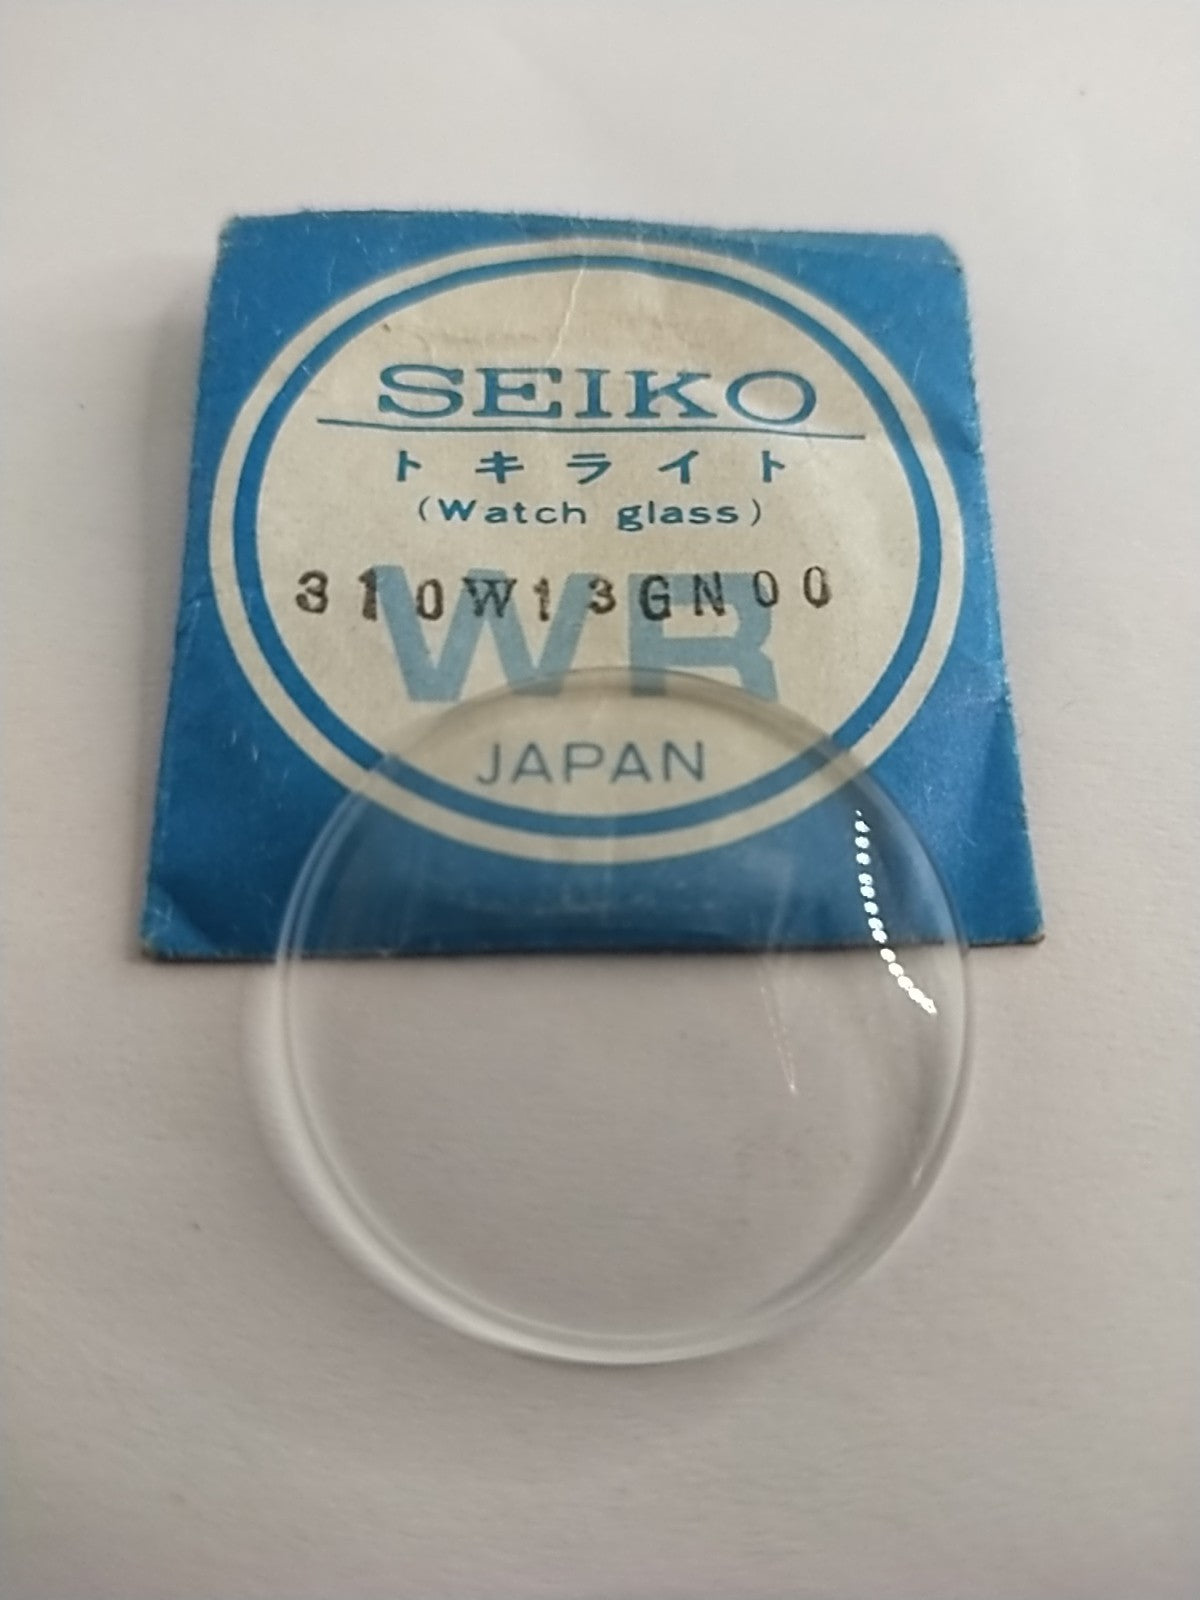 SEIKO
トキライト
(Watch glass)
310W13GN00
WR
JAPAN